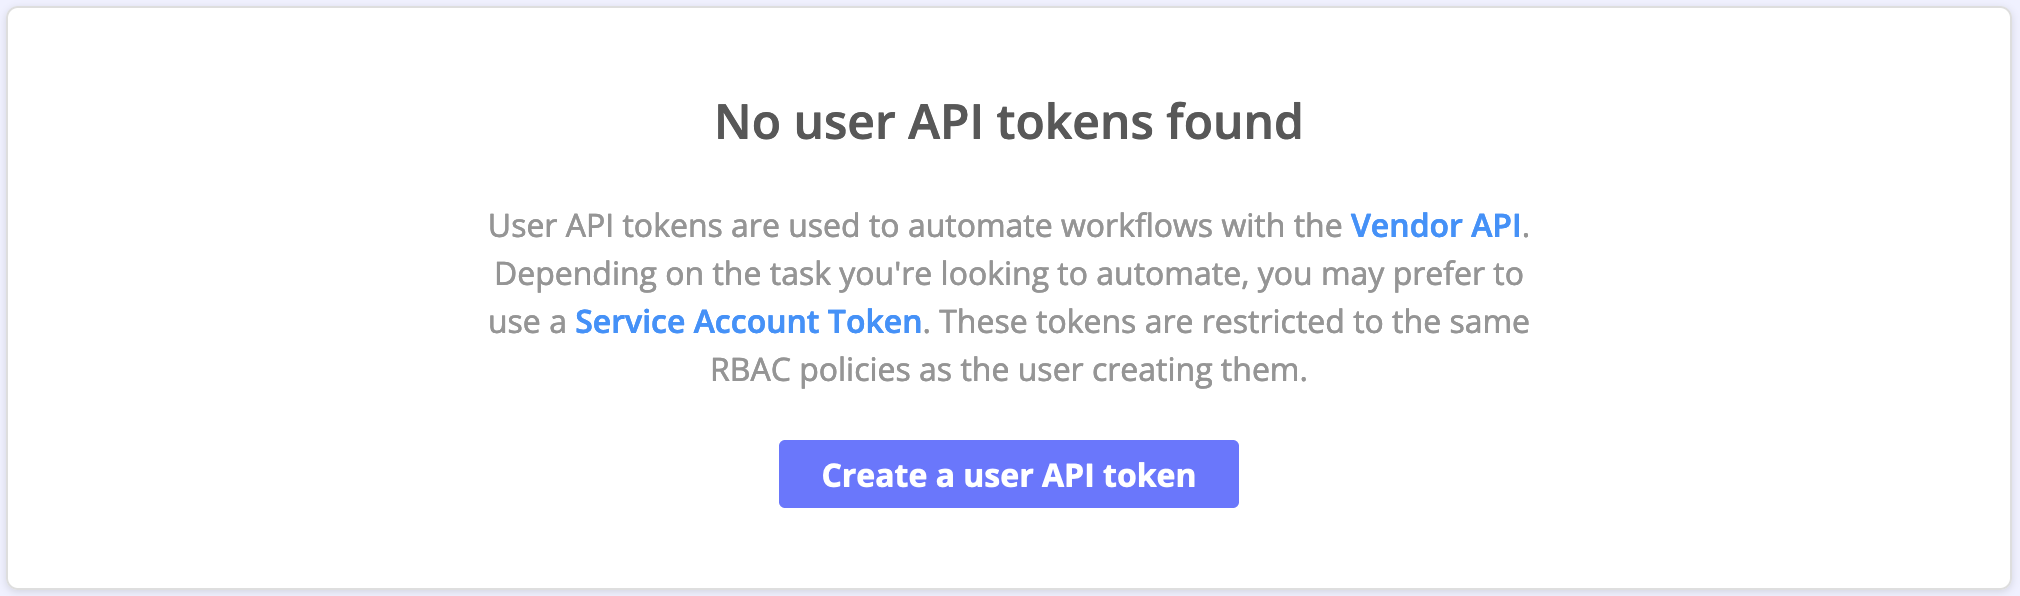 No user API tokens found
User API tokens are used to automate workflows with the Vendor API.
Depending on the task you're looking to automate, you may prefer to
use a Service Account Token. These tokens are restricted to the same
RBAC policies as the user creating them.
Create a user API token